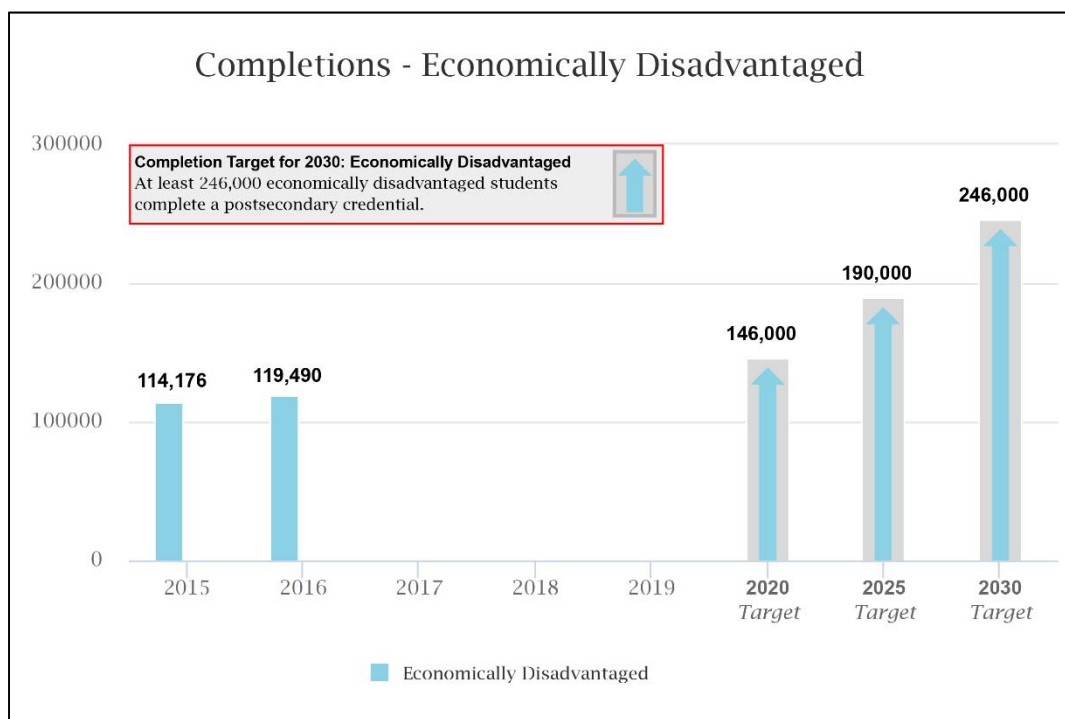 Completions - Economically Disadvantaged
300000
Completion Target for 2030: Economically Disadvantaged
At least 246,000 economically disadvantaged students
complete a postsecondary credential.
246,000
200000
190,000
146,000
114,176
119,490
100000
0
2015
2016
2017
2018
2019
2020
Target
2025
Target
2030
Target
Economically Disadvantaged